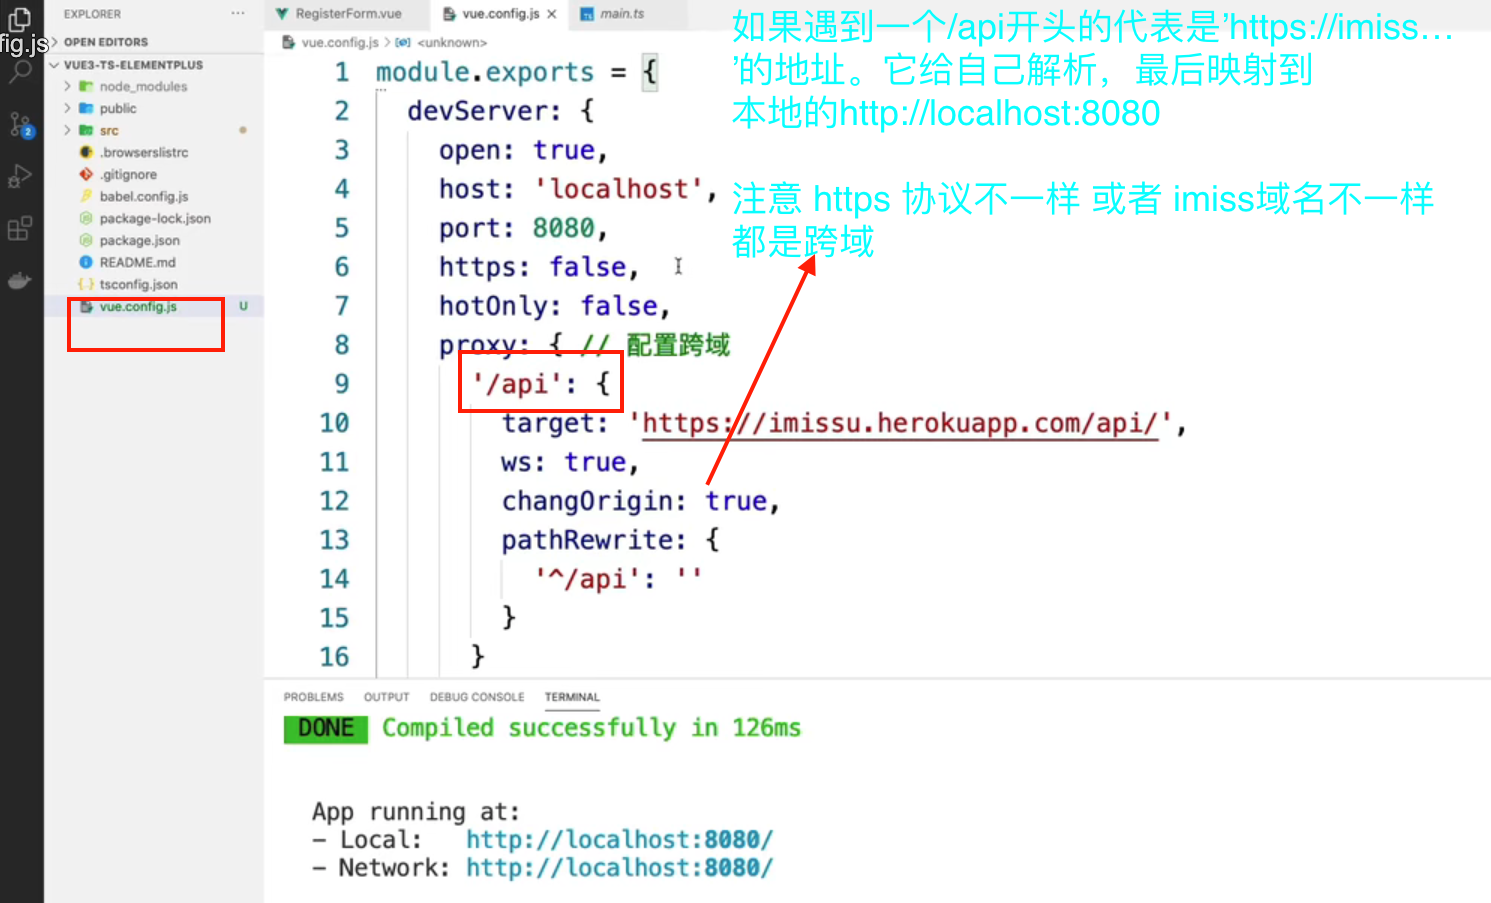 EXPLORER
···
RegisterForm.vue
vue.config.js
main.ts
fig.js
OPEN EDITORS
vue.config.js > <unknown>
VUE3-TS-ELEMENTPLUS
node_modules
public
src
.browserslistrc
.gitignore
babel.config.js
package-lock.json
package.json
README.md
tsconfig.json
vue.config.js U
2
1 module.exports = {
2 devServer: {
3 open: true,
4 host: 'localhost',
5 port: 8080,
6 https: false,
7 hotOnly: false,
8 proxy: { // 配置跨域
9 '/api': {
10 target: 'https://imissu.herokuapp.com/api/',
11 ws: true,
12 changOrigin: true,
13 pathRewrite: {
14 '^/api': ''
15 }
16 }
如果遇到一个/api开头的代表是'https://imiss…
'的地址。它给自己解析，最后映射到
本地的http://localhost:8080
注意 https 协议不一样 或者 imiss域名不一样
都是跨域
PROBLEMS OUTPUT DEBUG CONSOLE TERMINAL
DONE Compiled successfully in 126ms
App running at:
- Local: http://localhost:8080/
- Network: http://localhost:8080/